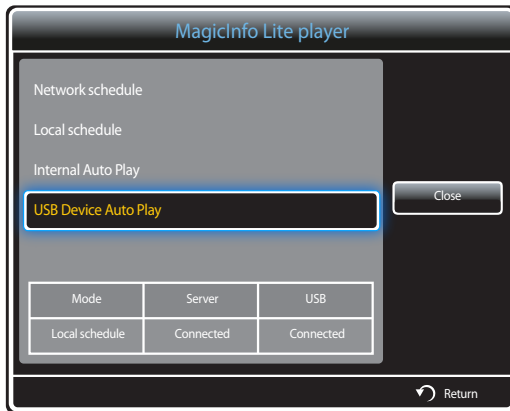 MagicInfo Lite player
Network schedule
Local schedule
Internal Auto Play
USB Device Auto Play
Close
Mode Server USB
Local schedule Connected Connected
Return